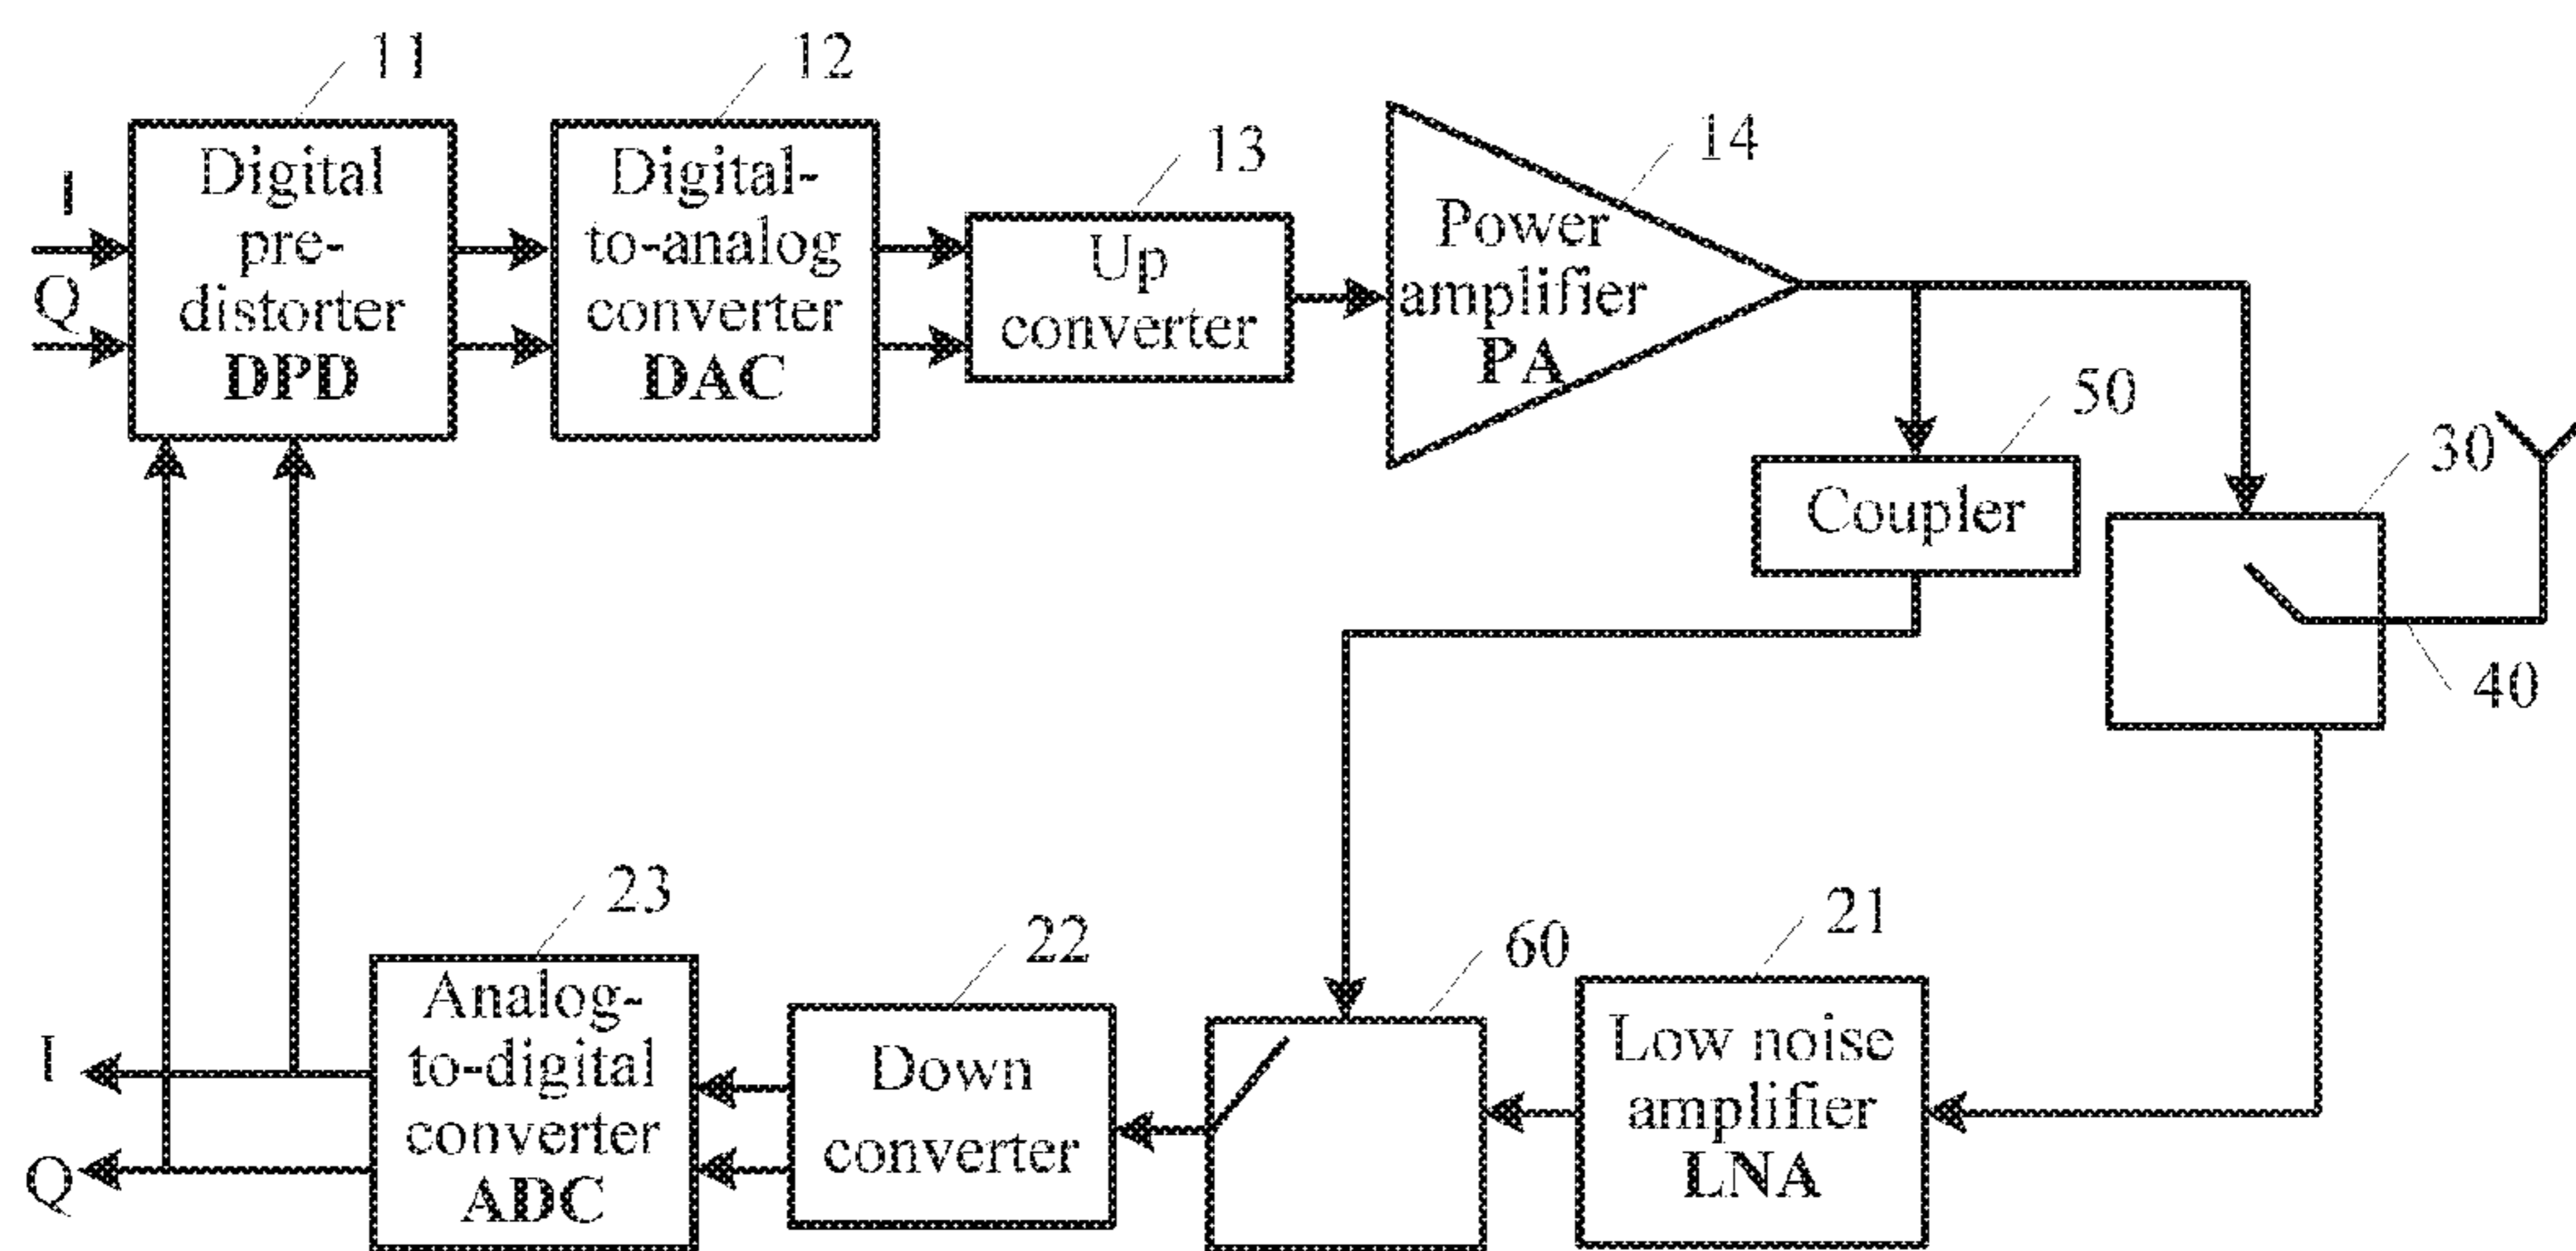 11
12
13
14
I
Q
Digital
pre-
distorter
DPD
Digital-
to-analog
converter
DAC
Up
converter
Power
amplifier
PA
50
Coupler
30
40
23
22
60
21
I
Q
Analog-
to-digital
converter
ADC
Down
converter
Low noise
amplifier
LNA